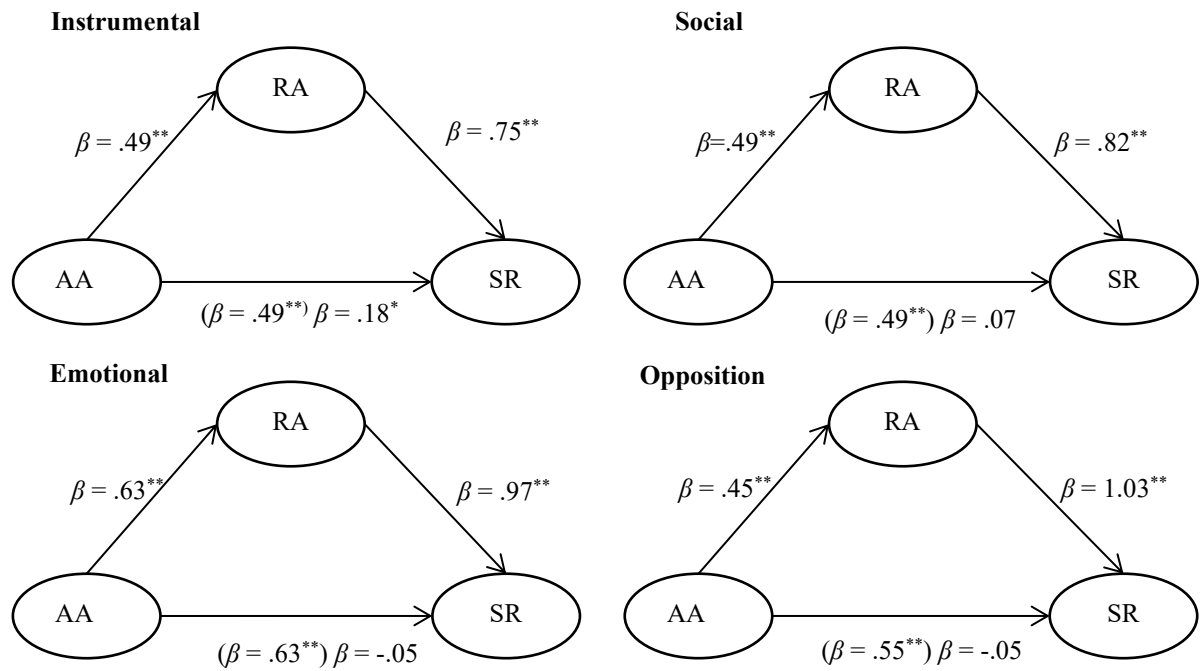 Instrumental
RA
β = .49**
β = .75**
AA
SR
(β = .49**) β = .18*
Social
RA
β=.49**
β = .82**
AA
SR
(β = .49**) β = .07
Emotional
RA
β = .63**
β = .97**
AA
SR
(β = .63**) β = -.05
Opposition
RA
β = .45**
β = 1.03**
AA
SR
(β = .55**) β = -.05